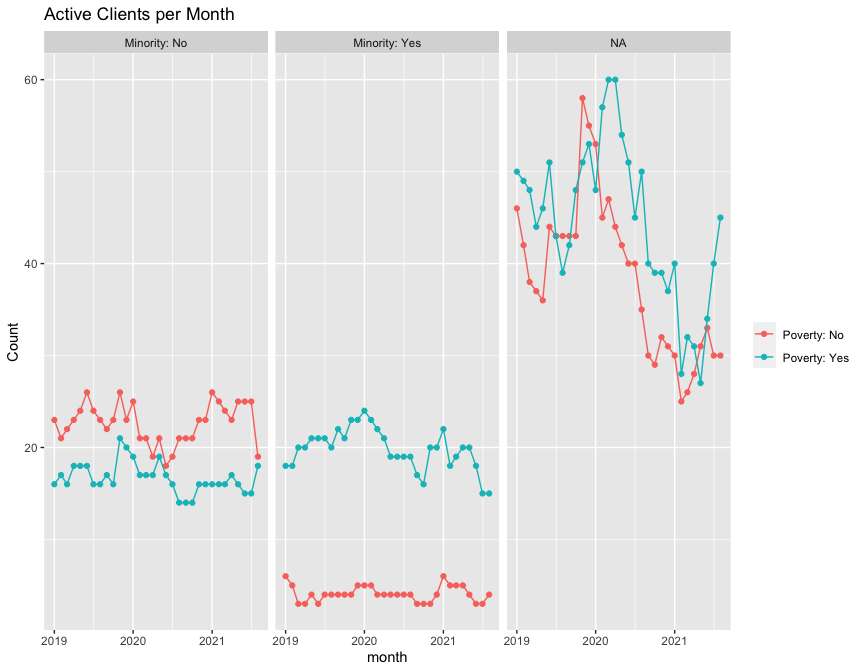 Active Clients per Month
Minority: No
Minority: Yes
NA
Count
60
40
20
2019
2020
2021
2019
2020
2021
2019
2020
2021
month
Poverty: No
Poverty: Yes